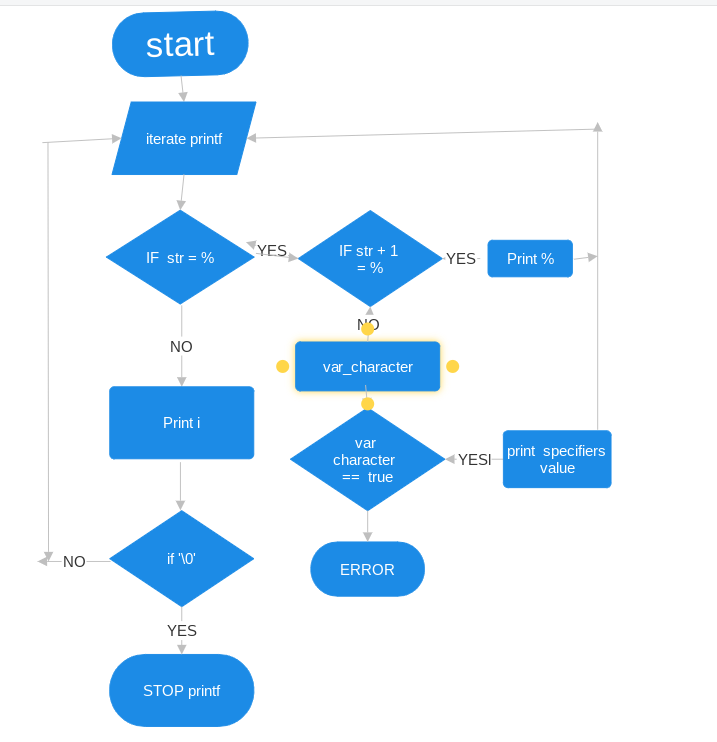 start
iterate printf
IF str = %
YES
IF str + 1
= %
YES
Print %
NO
NO
var_character
Print i
var
character
== true
YESI
print specifiers
value
if '\0'
NO
ERROR
YES
STOP printf